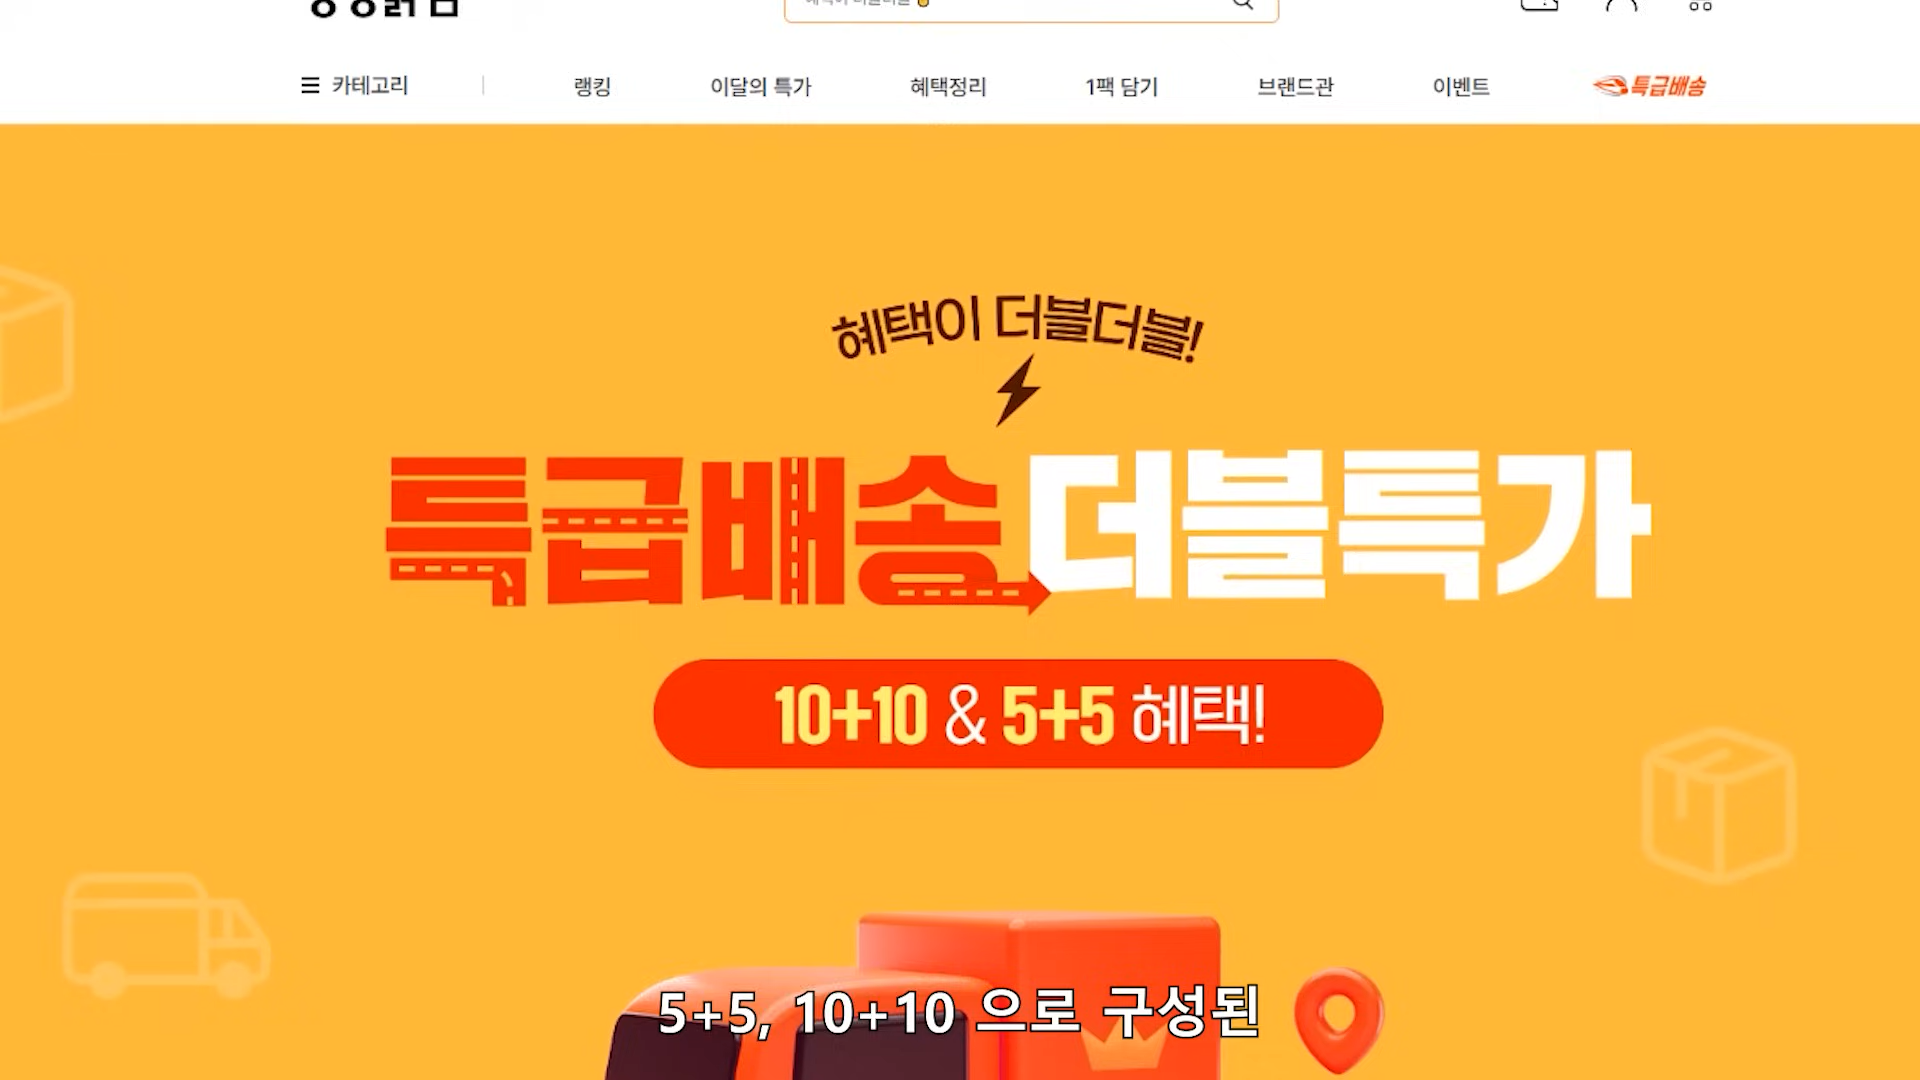 카테고리
랭킹
이달의 특가
혜택정리
1팩 담기
브랜드관
이벤트
특급배송
혜택이 더블더블!
특급배송 더블특가
10+10 & 5+5 혜택!
5+5, 10+10 으로 구성된